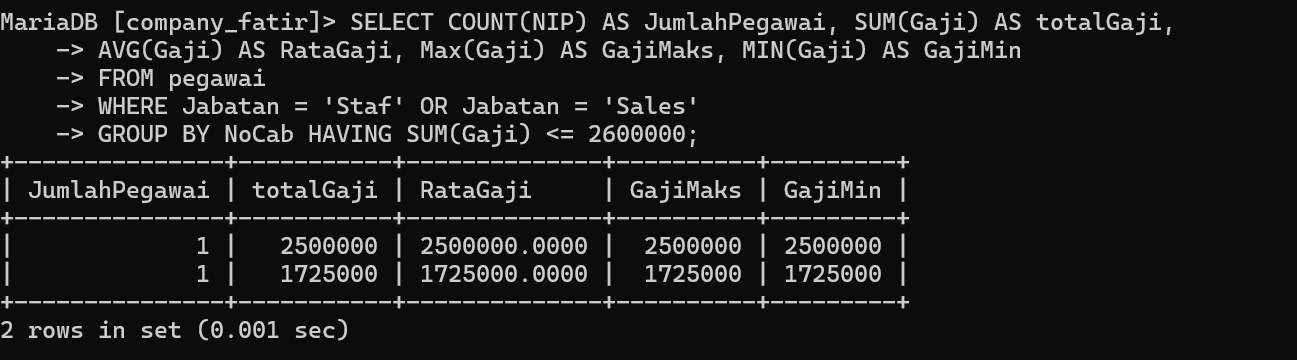 MariaDB [company_fatir]> SELECT COUNT(NIP) AS JumlahPegawai, SUM(Gaji) AS totalGaji,
    -> AVG(Gaji) AS RataGaji, Max(Gaji) AS GajiMaks, MIN(Gaji) AS GajiMin
    -> FROM pegawai
    -> WHERE Jabatan = 'Staf' OR Jabatan = 'Sales'
    -> GROUP BY NoCab HAVING SUM(Gaji) <= 2600000;
+---------------+-----------+--------------+----------+---------+
| JumlahPegawai | totalGaji | RataGaji     | GajiMaks | GajiMin |
+---------------+-----------+--------------+----------+---------+
|             1 |   2500000 | 2500000.0000 |  2500000 | 2500000 |
|             1 |   1725000 | 1725000.0000 |  1725000 | 1725000 |
+---------------+-----------+--------------+----------+---------+
2 rows in set (0.001 sec)